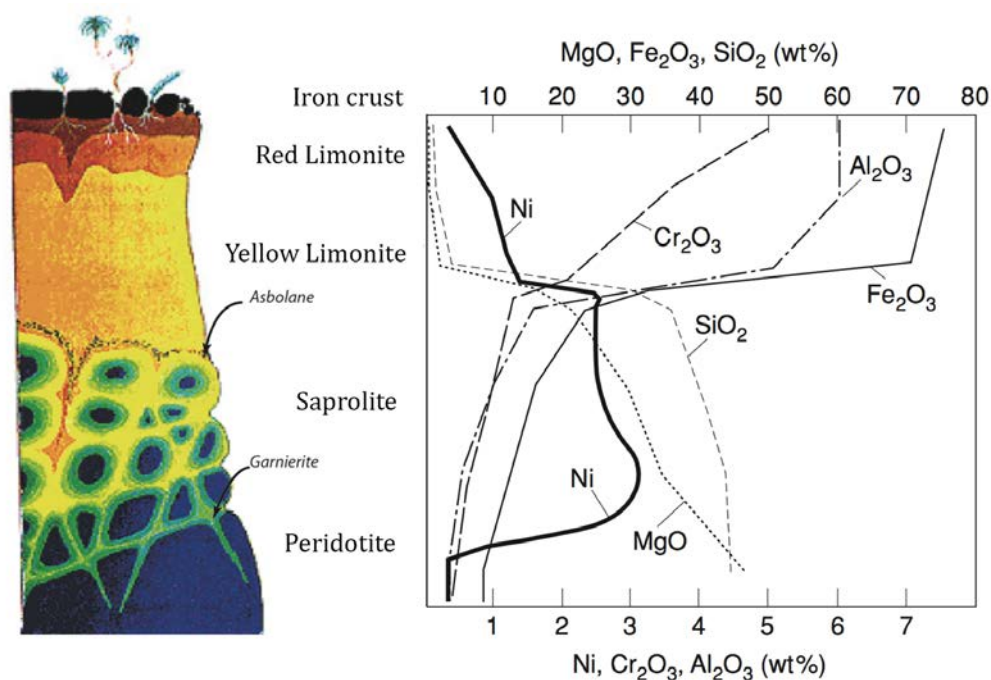 MgO, Fe₂O₃, SiO₂ (wt%)
10 20 30 40 50 60 70 80
Iron crust
Red Limonite
Yellow Limonite
Asbolane
Saprolite
Garnierite
Peridotite
Ni
Cr₂O₃
Al₂O₃
Fe₂O₃
SiO₂
Ni
MgO
1 2 3 4 5 6 7
Ni, Cr₂O₃, Al₂O₃ (wt%)